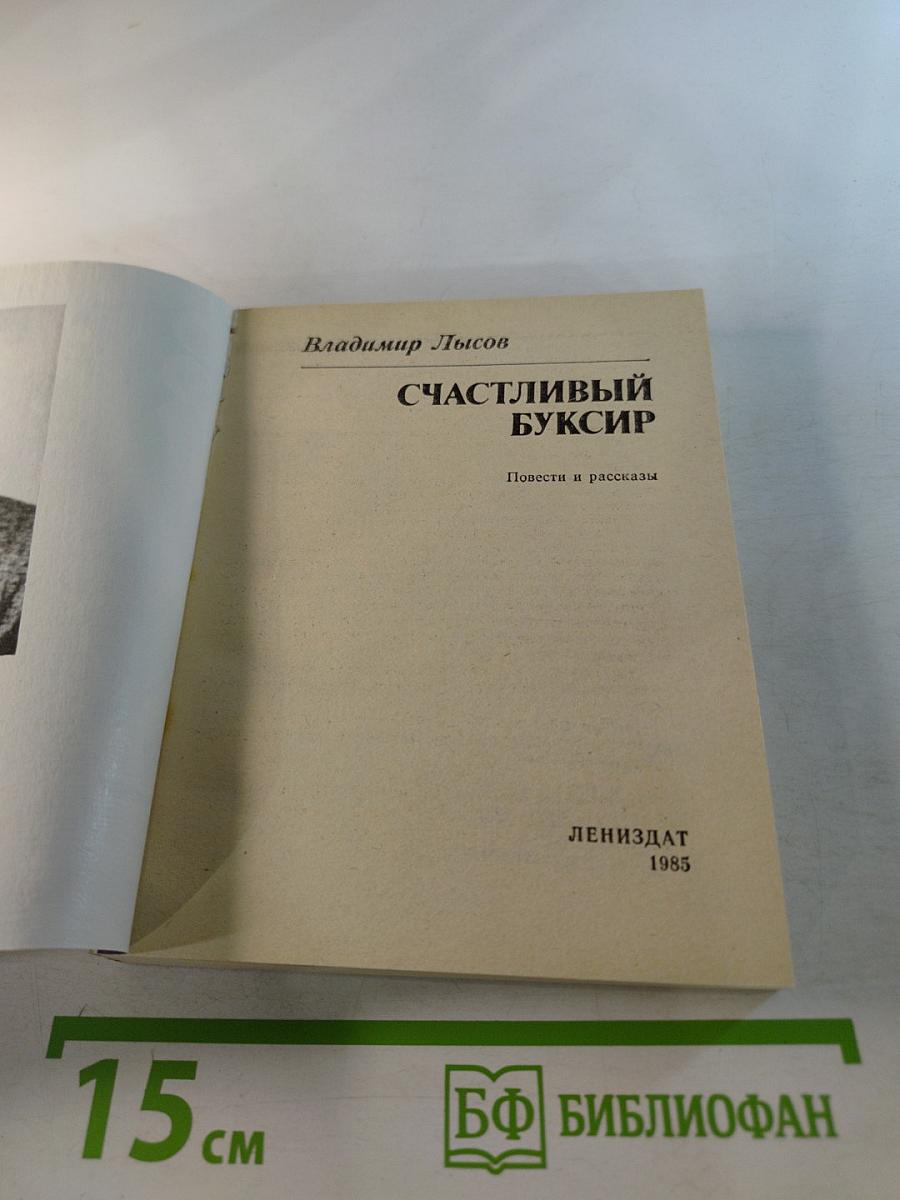 Владимир Лысов
СЧАСТЛИВЫЙ
БУКСИР
Повести и рассказы
ЛЕНИЗДАТ
1985
15 см
БФ БИБЛИОФАН